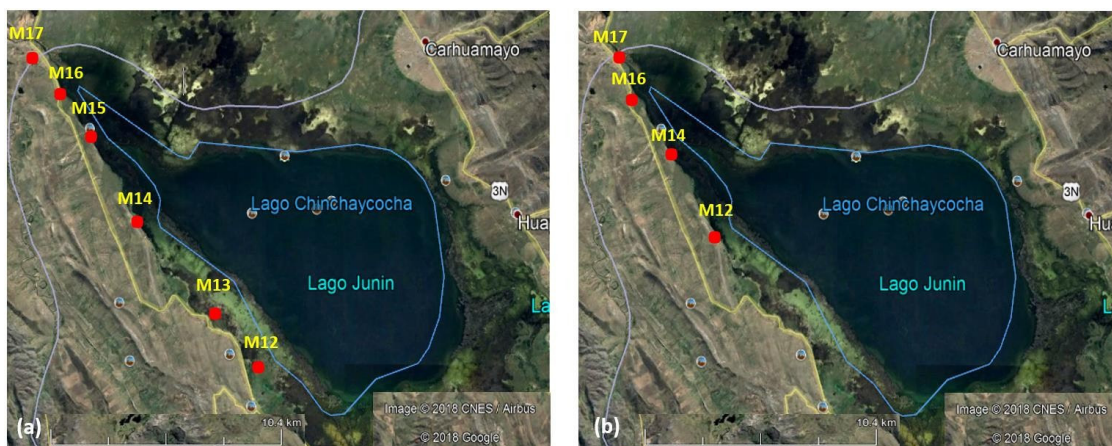 M17
M16
M15
M14
M13
M12
Carhuamayo
3N
Hua
Lago Chinchaycocha
Lago Junin
La
Image © 2018 CNES / Airbus
10.4 km
© 2018 Google
(a)
M17
M16
M14
M12
Carhuamayo
3N
Hua
Lago Chinchaycocha
Lago Junin
La
Image © 2018 CNES / Airbus
10.4 km
© 2018 Google
(b)